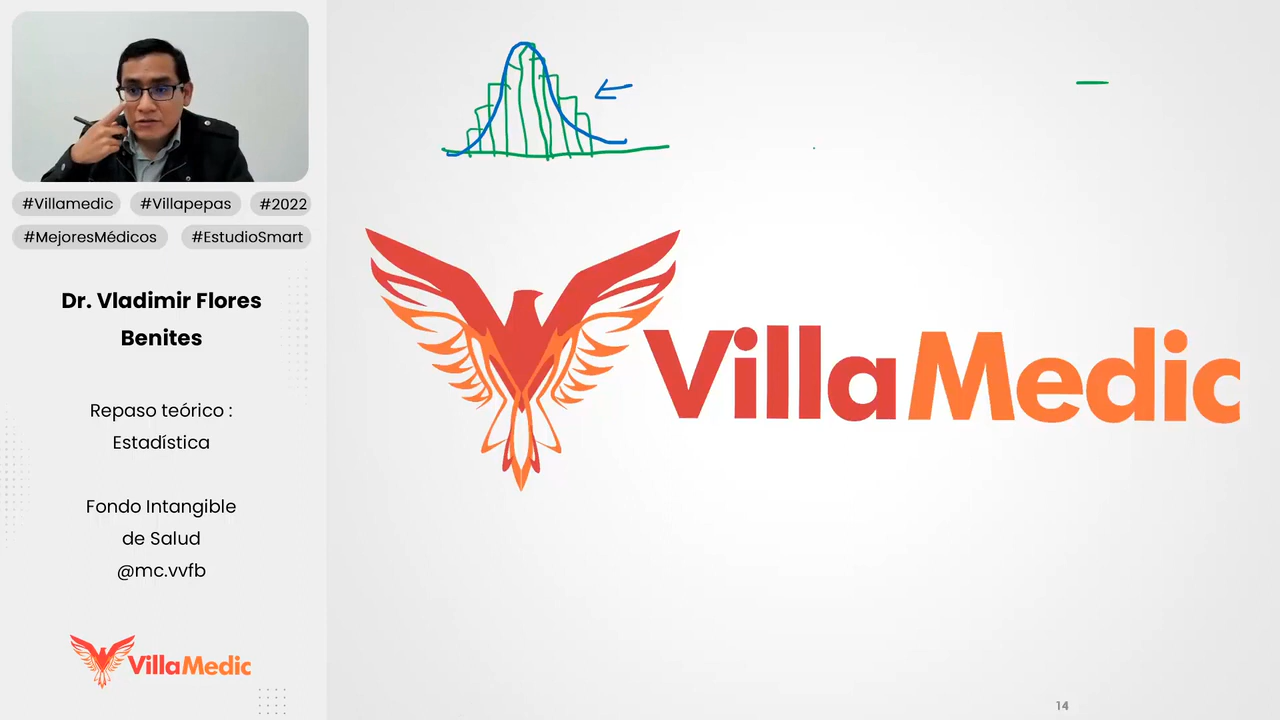 #Villamedic #Villapepas #2022
#MejoresMédicos #EstudioSmart
Dr. Vladimir Flores
Benites
Repaso teórico :
Estadística
Fondo Intangible
de Salud
@mc.vvfb
VillaMedic
VillaMedic
14